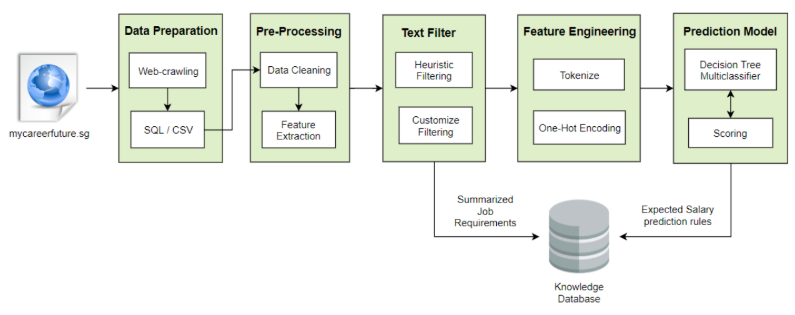 mycareerfuture.sg
Data Preparation
Web-crawling
SQL / CSV
Pre-Processing
Data Cleaning
Feature
Extraction
Text Filter
Heuristic
Filtering
Customize
Filtering
Feature Engineering
Tokenize
One-Hot Encoding
Prediction Model
Decision Tree
Multiclassifier
Scoring
Summarized
Job
Requirements
Expected Salary
prediction rules
Knowledge
Database